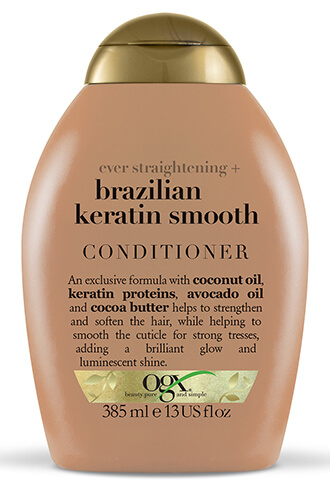 ever straightening +
brazilian
keratin smooth
CONDITIONER
An exclusive formula with coconut oil,
keratin proteins, avocado oil
and cocoa butter helps to strengthen
and soften the hair, while helping to
smooth the cuticle for strong tresses,
adding a brilliant glow and
luminescent shine.
ogx®
beauty pure and simple
385 ml e 13 US fl oz